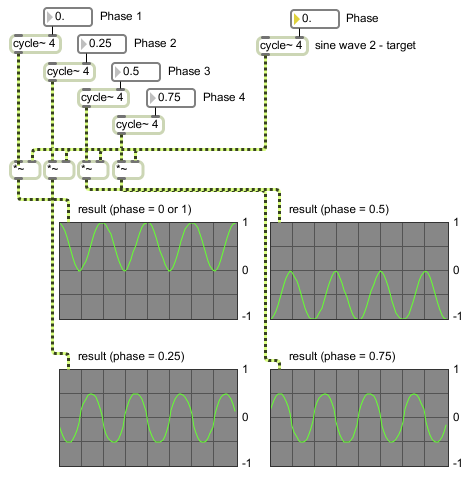 0. Phase 1
0. Phase
cycle~ 4
0.25 Phase 2
cycle~ 4 sine wave 2 - target
cycle~ 4
0.5 Phase 3
cycle~ 4
0.75 Phase 4
cycle~ 4
*~ *~ *~ *~
result (phase = 0 or 1)
1
0
-1
result (phase = 0.5)
1
0
-1
result (phase = 0.25)
1
0
-1
result (phase = 0.75)
1
0
-1